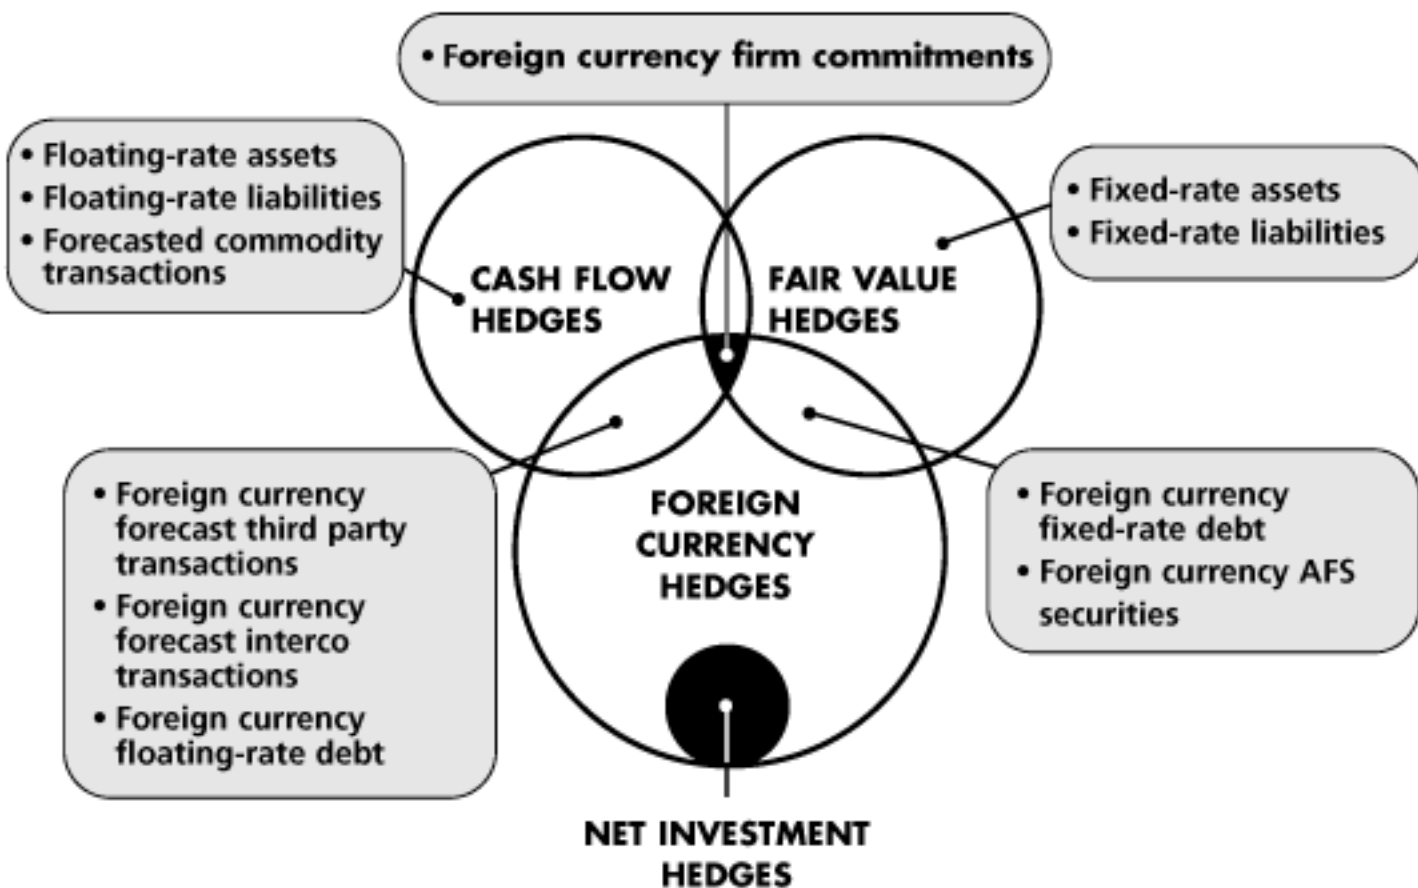 • Foreign currency firm commitments
• Floating-rate assets
• Floating-rate liabilities
• Forecasted commodity
transactions
• Fixed-rate assets
• Fixed-rate liabilities
CASH FLOW
HEDGES
FAIR VALUE
HEDGES
• Foreign currency
forecast third party
transactions
• Foreign currency
forecast interco
transactions
• Foreign currency
floating-rate debt
FOREIGN
CURRENCY
HEDGES
• Foreign currency
fixed-rate debt
• Foreign currency AFS
securities
NET INVESTMENT
HEDGES